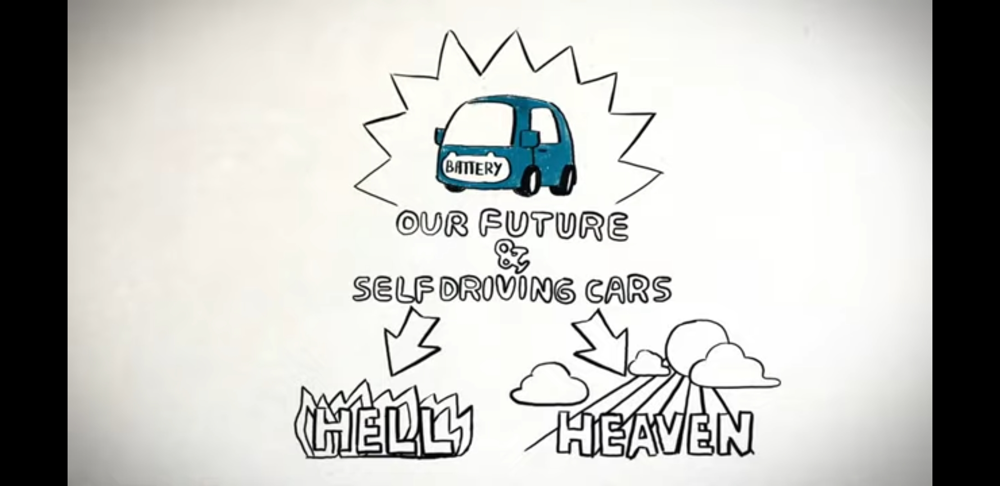 BATTERY
OUR FUTURE
&
SELF DRIVING CARS
HELL
HEAVEN